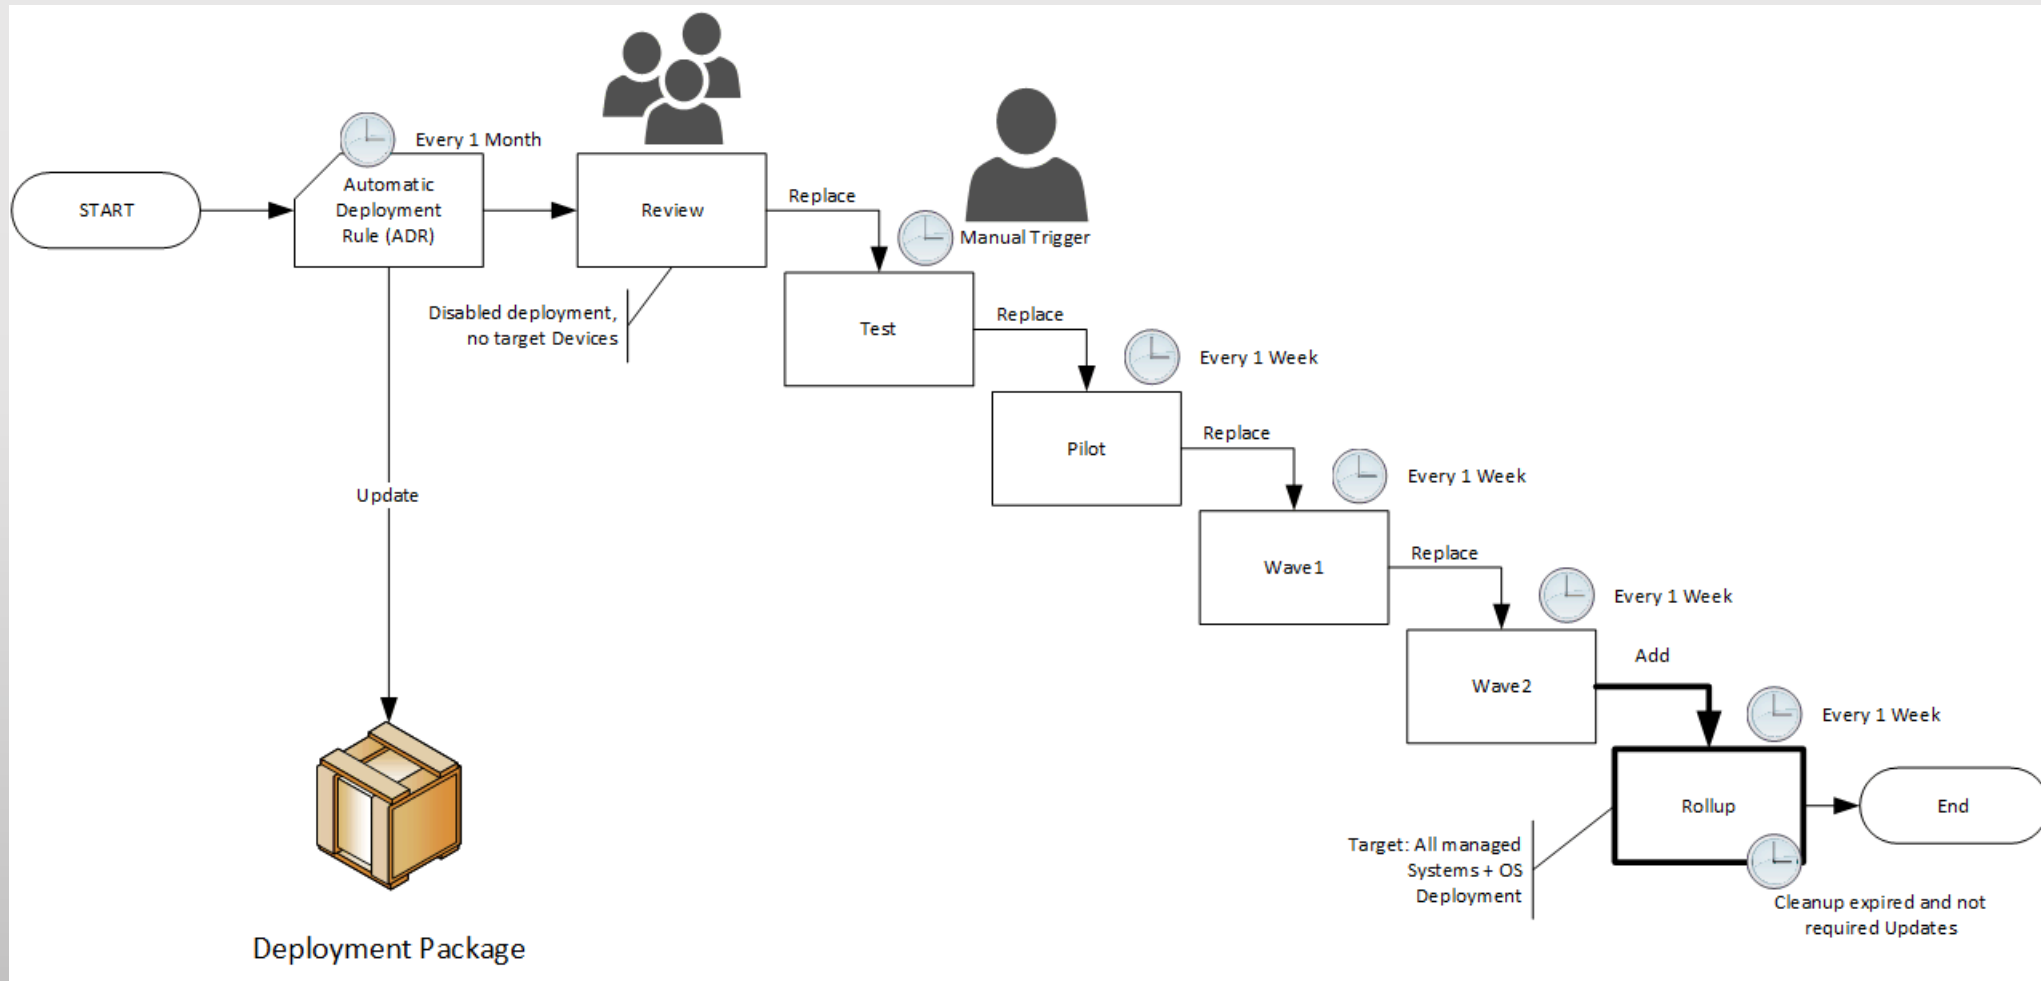 Every 1 Month
START
Automatic
Deployment
Rule (ADR)
Review
Replace
Manual Trigger
Disabled deployment,
no target Devices
Test
Replace
Every 1 Week
Pilot
Replace
Every 1 Week
Update
Wave1
Replace
Every 1 Week
Wave2
Add
Every 1 Week
Rollup
End
Target: All managed
Systems + OS
Deployment
Cleanup expired and not
required Updates
Deployment Package